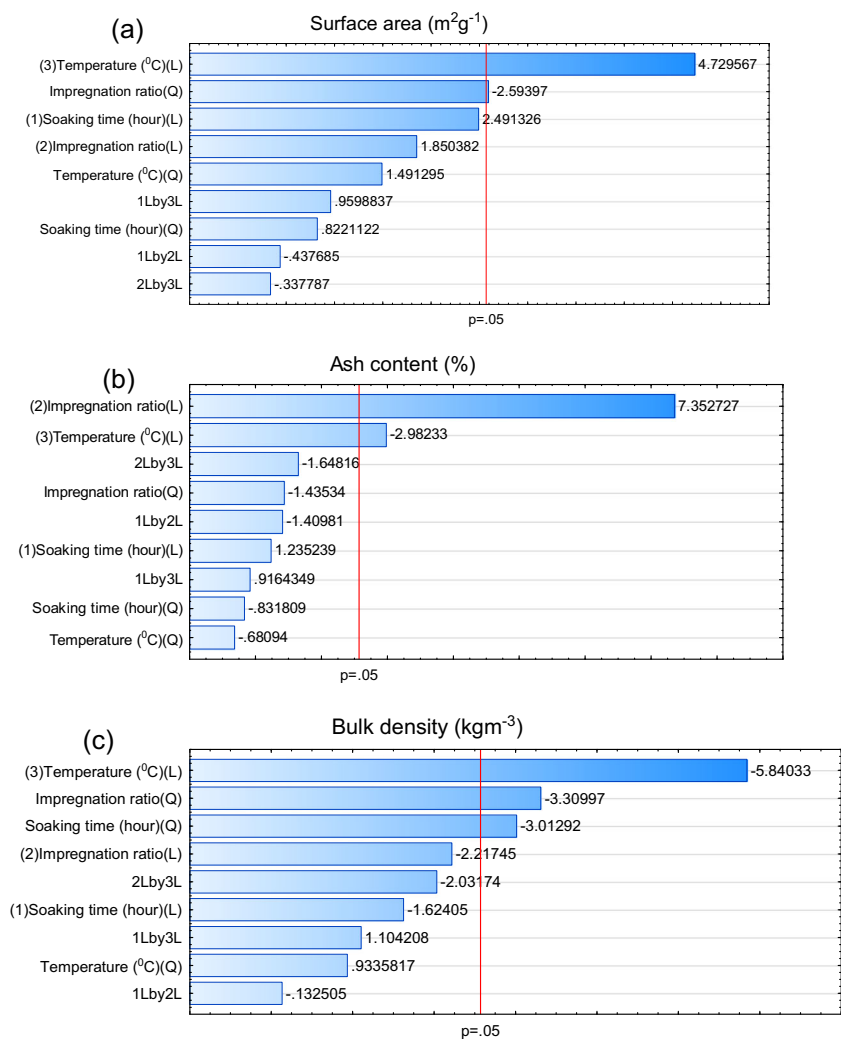 (a)
Surface area (m²g⁻¹)
(3)Temperature (⁰C)(L) 4.729567
Impregnation ratio(Q) -2.59397
(1)Soaking time (hour)(L) 2.491326
(2)Impregnation ratio(L) 1.850382
Temperature (⁰C)(Q) 1.491295
1Lby3L .9598837
Soaking time (hour)(Q) .8221122
1Lby2L -.437685
2Lby3L -.337787
p=.05
(b)
Ash content (%)
(2)Impregnation ratio(L) 7.352727
(3)Temperature (⁰C)(L) -2.98233
2Lby3L -1.64816
Impregnation ratio(Q) -1.43534
1Lby2L -1.40981
(1)Soaking time (hour)(L) 1.235239
1Lby3L .9164349
Soaking time (hour)(Q) -.831809
Temperature (⁰C)(Q) -.68094
p=.05
(c)
Bulk density (kgm⁻³)
(3)Temperature (⁰C)(L) -5.84033
Impregnation ratio(Q) -3.30997
Soaking time (hour)(Q) -3.01292
(2)Impregnation ratio(L) -2.21745
2Lby3L -2.03174
(1)Soaking time (hour)(L) -1.62405
1Lby3L 1.104208
Temperature (⁰C)(Q) .9335817
1Lby2L -.132505
p=.05